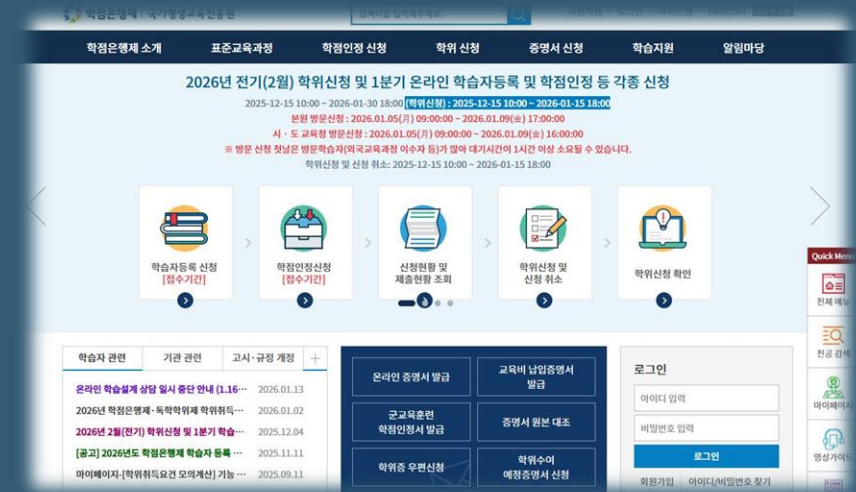 학점은행제 | 국가평생교육진흥원
검색어를 입력해주세요.
ENGLISH
학점은행제 소개
표준교육과정
학점인정 신청
학위 신청
증명서 신청
학습지원
알림마당
2026년 전기(2월) 학위신청 및 1분기 온라인 학습자등록 및 학점인정 등 각종 신청
2025-12-15 10:00 ~ 2026-01-30 18:00 (학위신청) : 2025-12-15 10:00 ~ 2026-01-15 18:00
본원 방문신청 : 2026.01.05(月) 09:00:00 ~ 2026.01.09(金) 17:00:00
시 · 도 교육청 방문신청 : 2026.01.05(月) 09:00:00 ~ 2026.01.09(金) 16:00:00
※ 방문 신청 첫날은 방문학습자(외국교육과정 이수자 등)가 많아 대기시간이 1시간 이상 소요될 수 있습니다.
학위신청 및 신청 취소: 2025-12-15 10:00 ~ 2026-01-15 18:00
학습자등록 신청
[접수기간]
학점인정신청
[접수기간]
신청현황 및
제출현황 조회
학위신청 및
신청 취소
학위신청 확인
Quick Menu
전체 메뉴
전공 검색
마이페이지
영상가이드
학습자 관련
기관 관련
고시·규정 개정
온라인 학습설계 상담 일시 중단 안내 (1.16… 2026.01.13
2026년 학점은행제·독학학위제 학위취득… 2026.01.02
2026년 2월(전기) 학위신청 및 1분기 학습… 2025.12.04
[공고] 2026년도 학점은행제 학습자 등록 … 2025.11.11
마이페이지-[학위취득요건 모의계산] 기능 … 2025.09.11
온라인 증명서 발급
교육비 납입증명서
발급
군교육훈련
학점인정서 발급
증명서 원본 대조
학위증 우편신청
학위수여
예정증명서 신청
로그인
아이디 입력
비밀번호 입력
로그인
회원가입
아이디/비밀번호 찾기